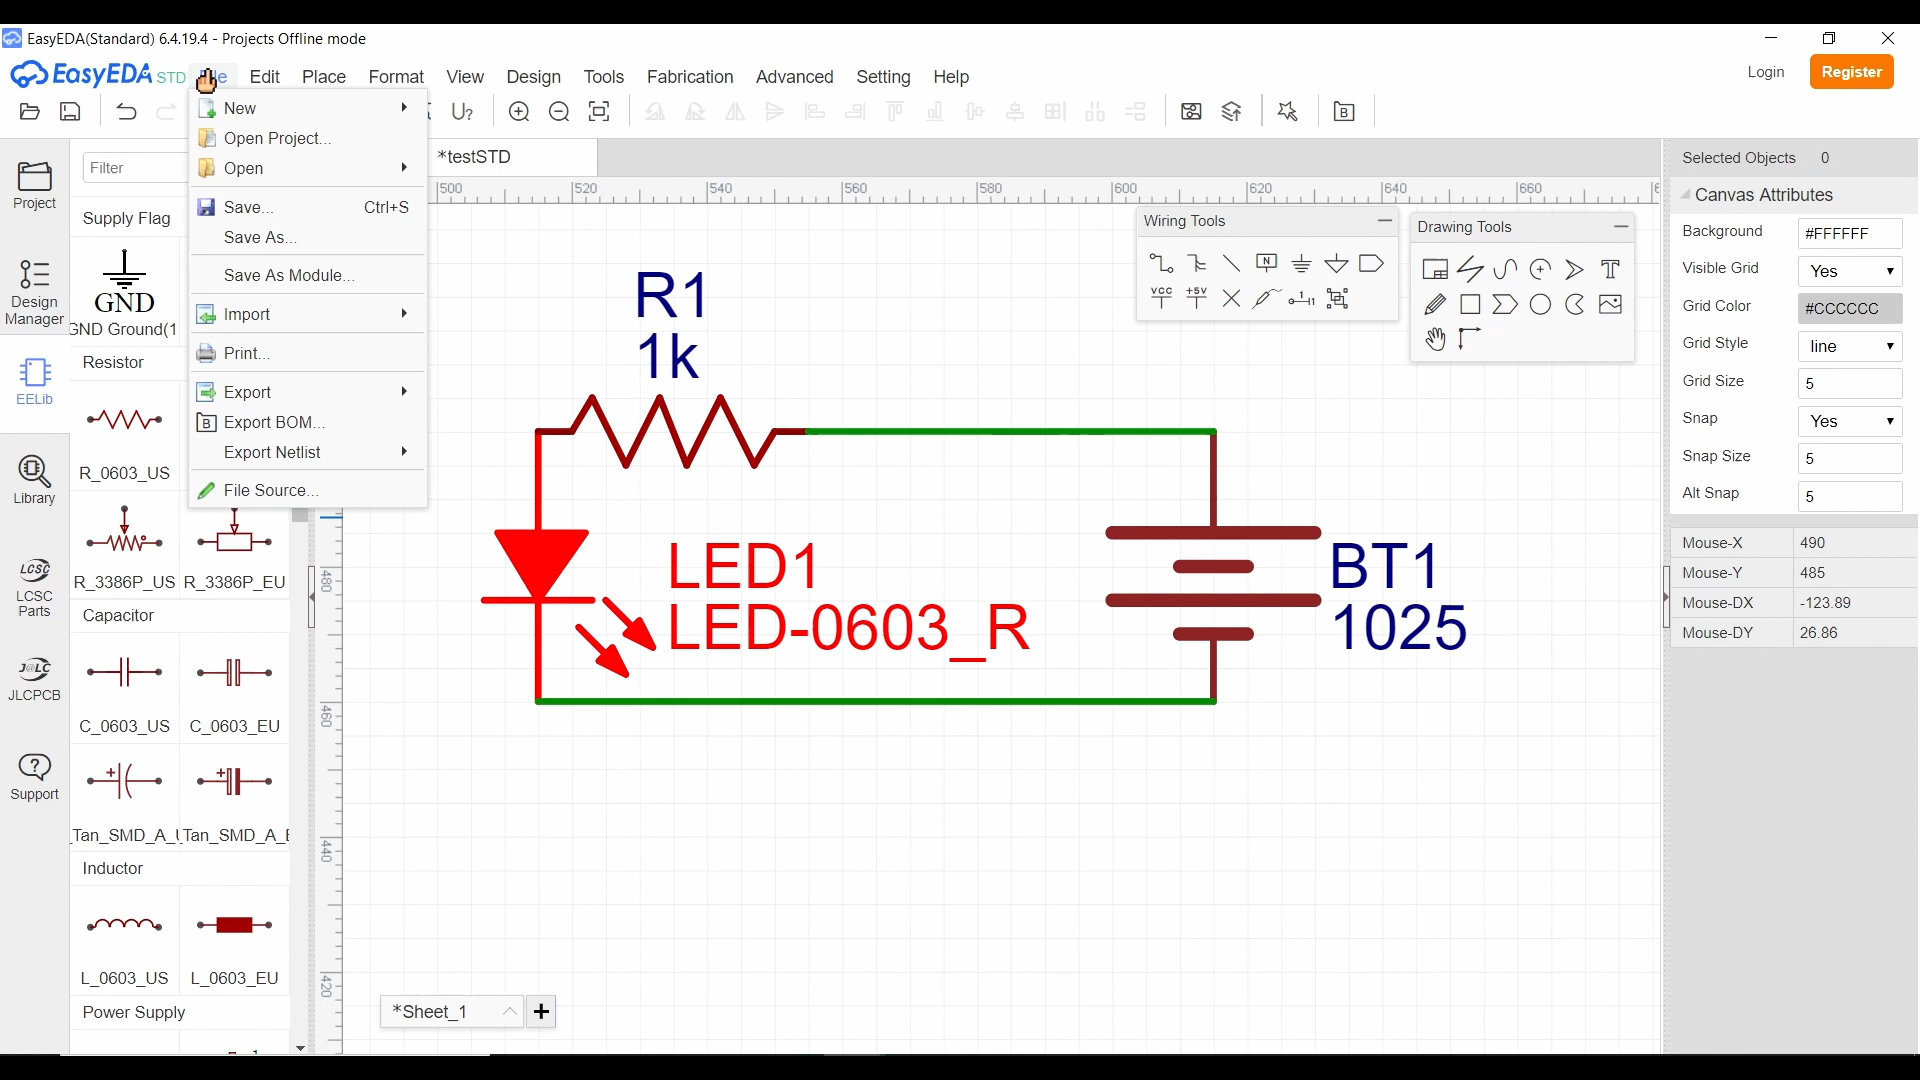 EasyEDA(Standard) 6.4.19.4 - Projects Offline mode
EasyEDA STD
Edit Place Format View Design Tools Fabrication Advanced Setting Help
Login Register
U?
B
New
Open Project...
Open
Save... Ctrl+S
Save As...
Save As Module...
Import
Print...
Export
B Export BOM...
Export Netlist
File Source...
Project
Design
Manager
EELib
Library
LCSC
LCSC
Parts
J@LC
JLCPCB
Support
Filter
Supply Flag
GND
GND Ground(1
Resistor
R_0603_US
R_3386P_US R_3386P_EU
Capacitor
C_0603_US C_0603_EU
Inductor
L_0603_US L_0603_EU
Power Supply
*testSTD
500 520 540 560 580 600 620 640 660
480
460
440
420
Wiring Tools
N
VCC +5V
Drawing Tools
T
R1
1k
LED1
LED-0603_R
BT1
1025
*Sheet_1 +
Selected Objects 0
Canvas Attributes
Background #FFFFFF
Visible Grid Yes
Grid Color #CCCCCC
Grid Style line
Grid Size 5
Snap Yes
Snap Size 5
Alt Snap 5
Mouse-X 490
Mouse-Y 485
Mouse-DX -123.89
Mouse-DY 26.86